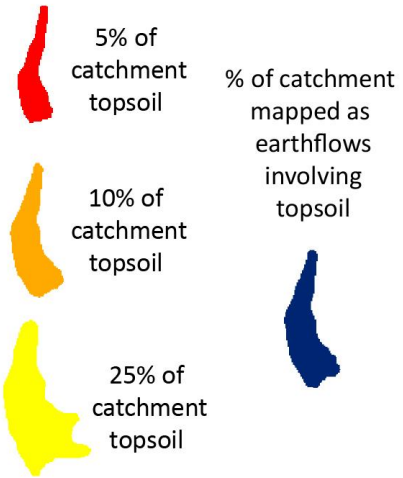 5% of
catchment
topsoil
% of catchment
mapped as
earthflows
involving
topsoil
10% of
catchment
topsoil
25% of
catchment
topsoil